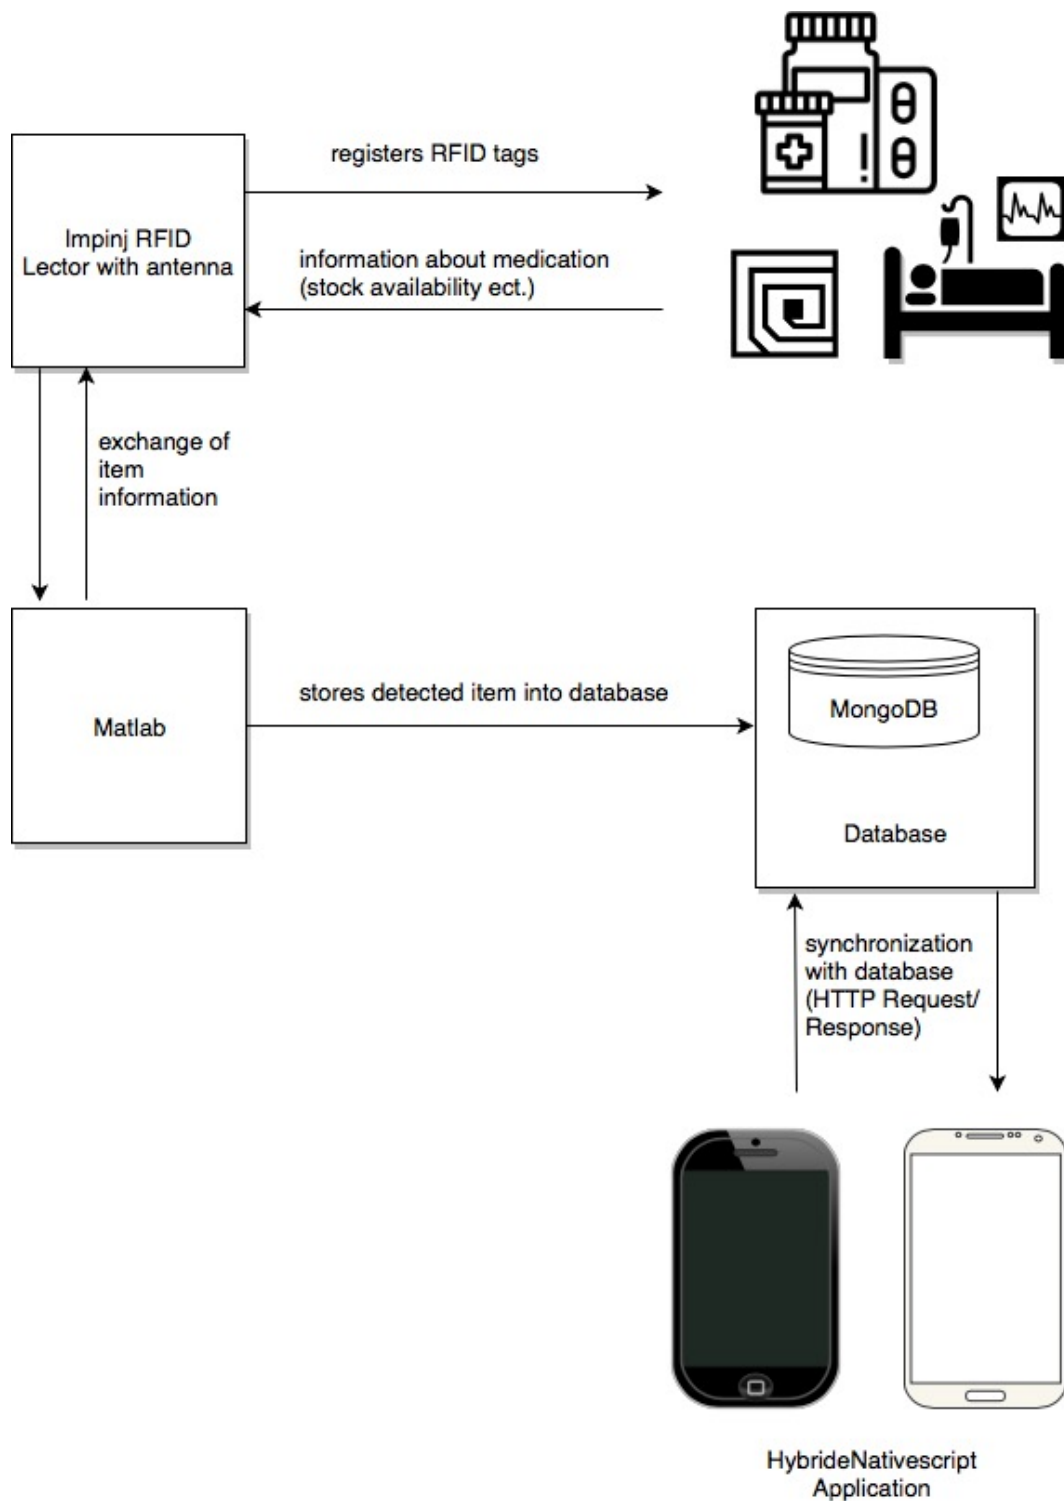 registers RFID tags
Impinj RFID
Lector with antenna
information about medication
(stock availability ect.)
exchange of
item
information
Matlab
stores detected item into database
MongoDB
Database
synchronization
with database
(HTTP Request/
Response)
HybrideNativescript
Application